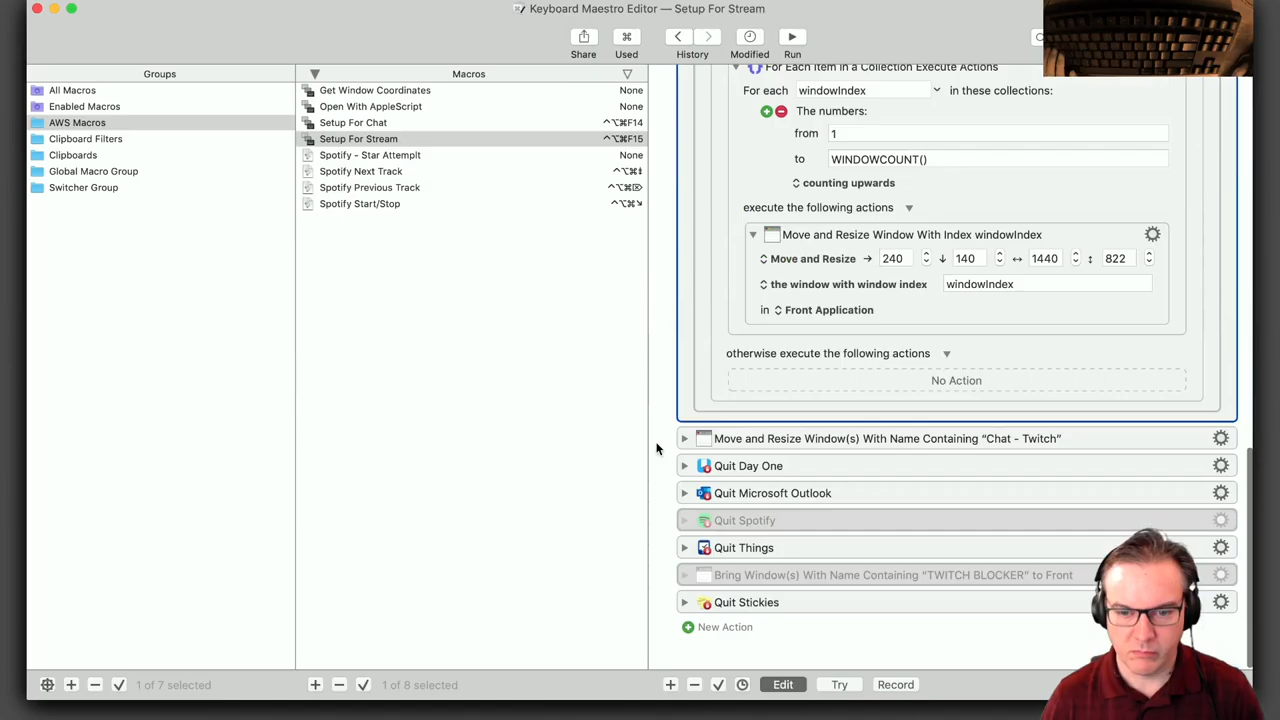 Keyboard Maestro Editor — Setup For Stream
Share
Used
History
Modified
Run
Groups
All Macros
Enabled Macros
AWS Macros
Clipboard Filters
Clipboards
Global Macro Group
Switcher Group
Macros
Get Window Coordinates None
Open With AppleScript None
Setup For Chat ^⌥⌘F14
Setup For Stream ^⌥⌘F15
Spotify - Star Attempt None
Spotify Next Track ^⌥⌘⇟
Spotify Previous Track ^⌥⌘⌦
Spotify Start/Stop ^⌥⌘↘
For Each Item in a Collection Execute Actions
For each windowIndex in these collections:
The numbers:
from 1
to WINDOWCOUNT()
counting upwards
execute the following actions
Move and Resize Window With Index windowIndex
Move and Resize → 240 ↓ 140 ↔ 1440 ↕ 822
the window with window index windowIndex
in Front Application
otherwise execute the following actions
No Action
Move and Resize Window(s) With Name Containing “Chat - Twitch”
Quit Day One
Quit Microsoft Outlook
Quit Spotify
Quit Things
Bring Window(s) With Name Containing “TWITCH BLOCKER” to Front
Quit Stickies
New Action
1 of 7 selected
1 of 8 selected
Edit
Try
Record